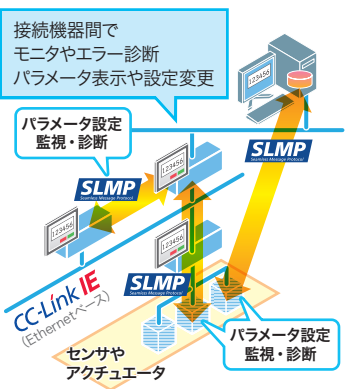 接続機器間で
モニタやエラー診断
パラメータ表示や設定変更
123456
パラメータ設定
監視・診断
123456
SLMP
Seamless Message Protocol
SLMP
Seamless Message Protocol
123456
123456
SLMP
Seamless Message Protocol
CC-Link IE
(Ethernetベース)
パラメータ設定
監視・診断
センサや
アクチュエータ